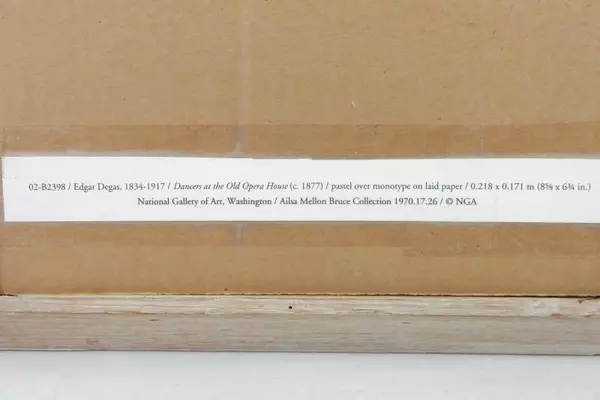 02-B2398 / Edgar Degas, 1834-1917 / Dancers at the Old Opera House (c. 1877) / pastel over monotype on laid paper / 0.218 x 0.171 m (8⅝ x 6¾ in.)
National Gallery of Art, Washington / Ailsa Mellon Bruce Collection 1970.17.26 / © NGA